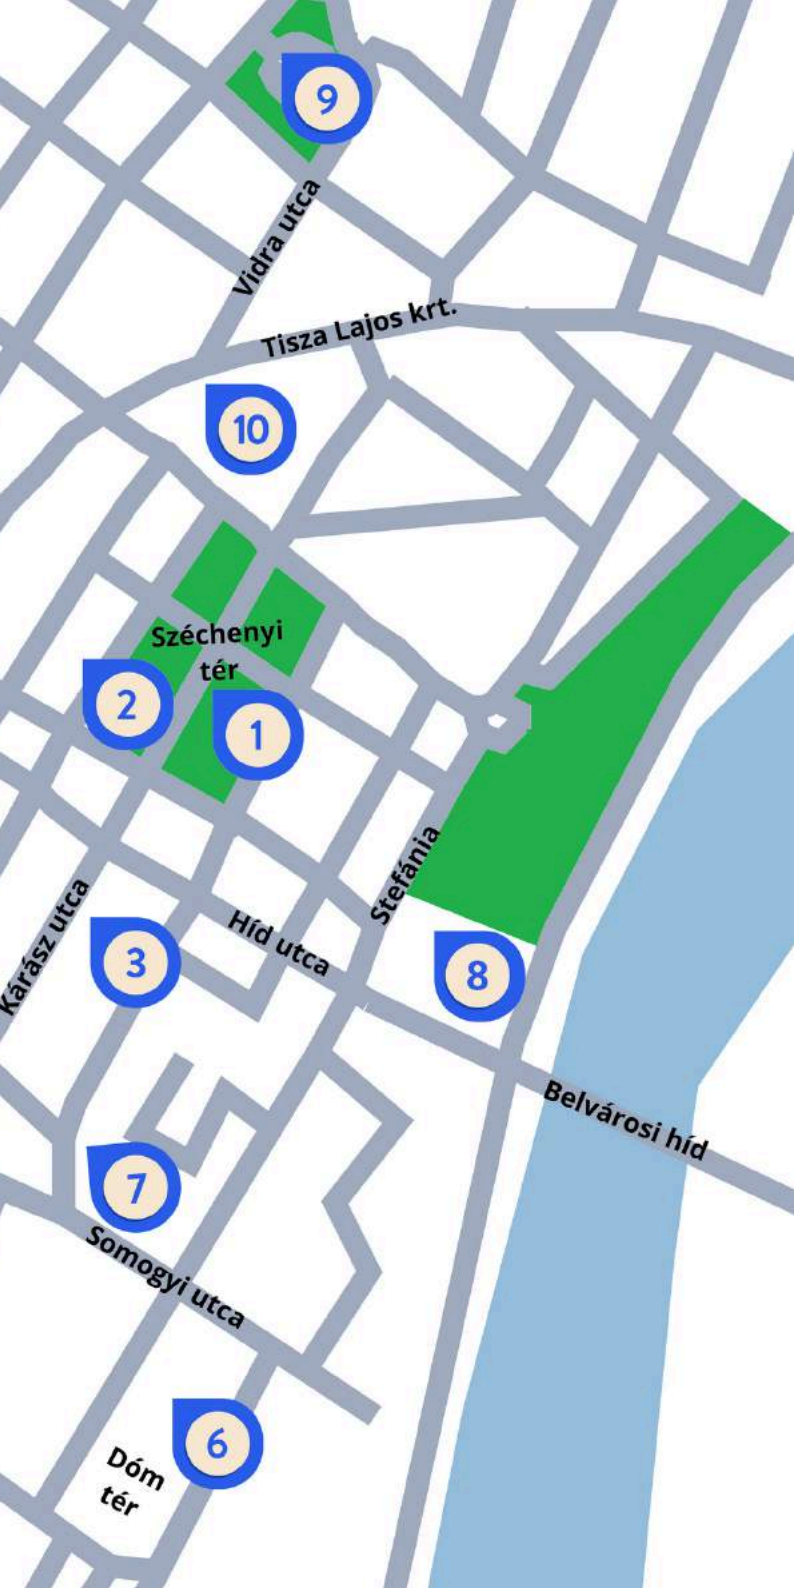 9
Vidra utca
Tisza Lajos krt.
10
Széchenyi
tér
2
1
Stefánia
Kárász utca
Híd utca
3
8
Belvárosi híd
7
Somogyi utca
6
Dóm
tér